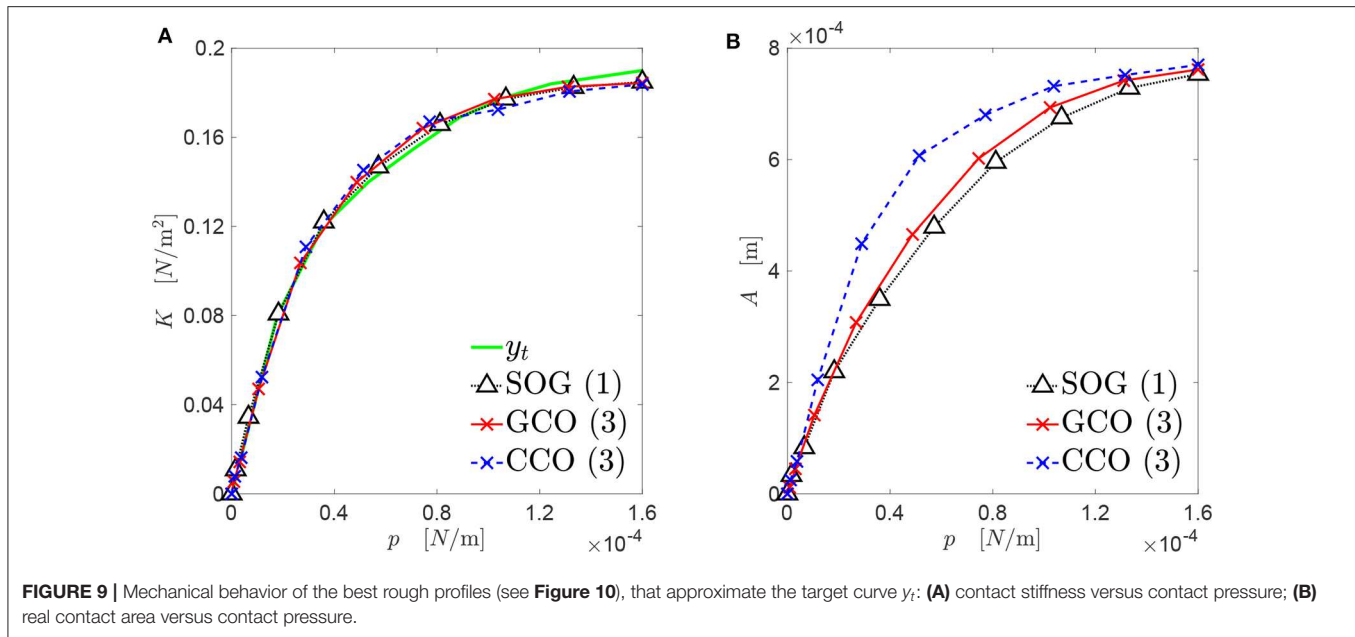 A
0.2
0.16
0.12
0.08
0.04
0
K [N/m²]
y_t
SOG (1)
GCO (3)
CCO (3)
0 0.4 0.8 1.2 1.6
p [N/m] ×10⁻⁴
B
×10⁻⁴
8
6
4
2
0
A [m]
SOG (1)
GCO (3)
CCO (3)
0 0.4 0.8 1.2 1.6
p [N/m] ×10⁻⁴
FIGURE 9 | Mechanical behavior of the best rough profiles (see Figure 10), that approximate the target curve y_t: (A) contact stiffness versus contact pressure; (B)
real contact area versus contact pressure.